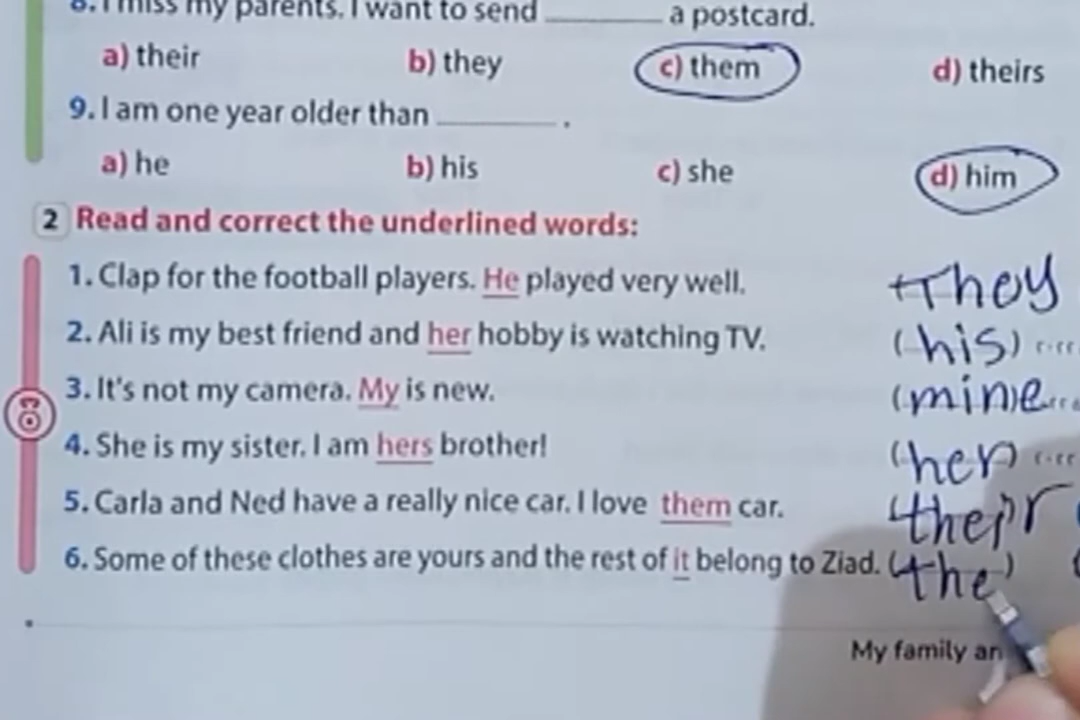 8. I miss my parents. I want to send ________ a postcard.
a) their b) they c) them d) theirs
9. I am one year older than ________ .
a) he b) his c) she d) him
2 Read and correct the underlined words:
1. Clap for the football players. He played very well. They
2. Ali is my best friend and her hobby is watching TV. (his)
3. It's not my camera. My is new. (mine
4. She is my sister. I am hers brother! (her)
5. Carla and Ned have a really nice car. I love them car. (their
6. Some of these clothes are yours and the rest of it belong to Ziad. (the )
My family an